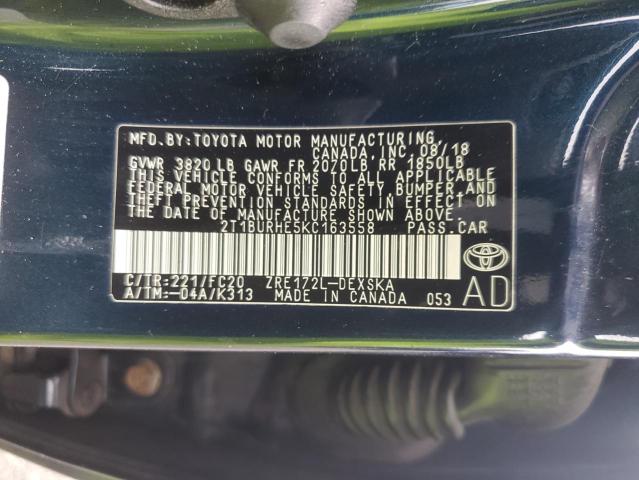 MFD.BY:TOYOTA MOTOR MANUFACTURING,
CANADA,INC. 08/18
GVWR 3820 LB GAWR FR 2070LB RR 1850LB
THIS VEHICLE CONFORMS TO ALL APPLICABLE
FEDERAL MOTOR VEHICLE SAFETY, BUMPER, AND
THEFT PREVENTION STANDARDS IN EFFECT ON
THE DATE OF MANUFACTURE SHOWN ABOVE.
2T1BURHE5KC163558 PASS.CAR
C/TR:221/FC20 ZRE172L-DEXSKA
A/TM:-04A/K313 MADE IN CANADA 053
AD